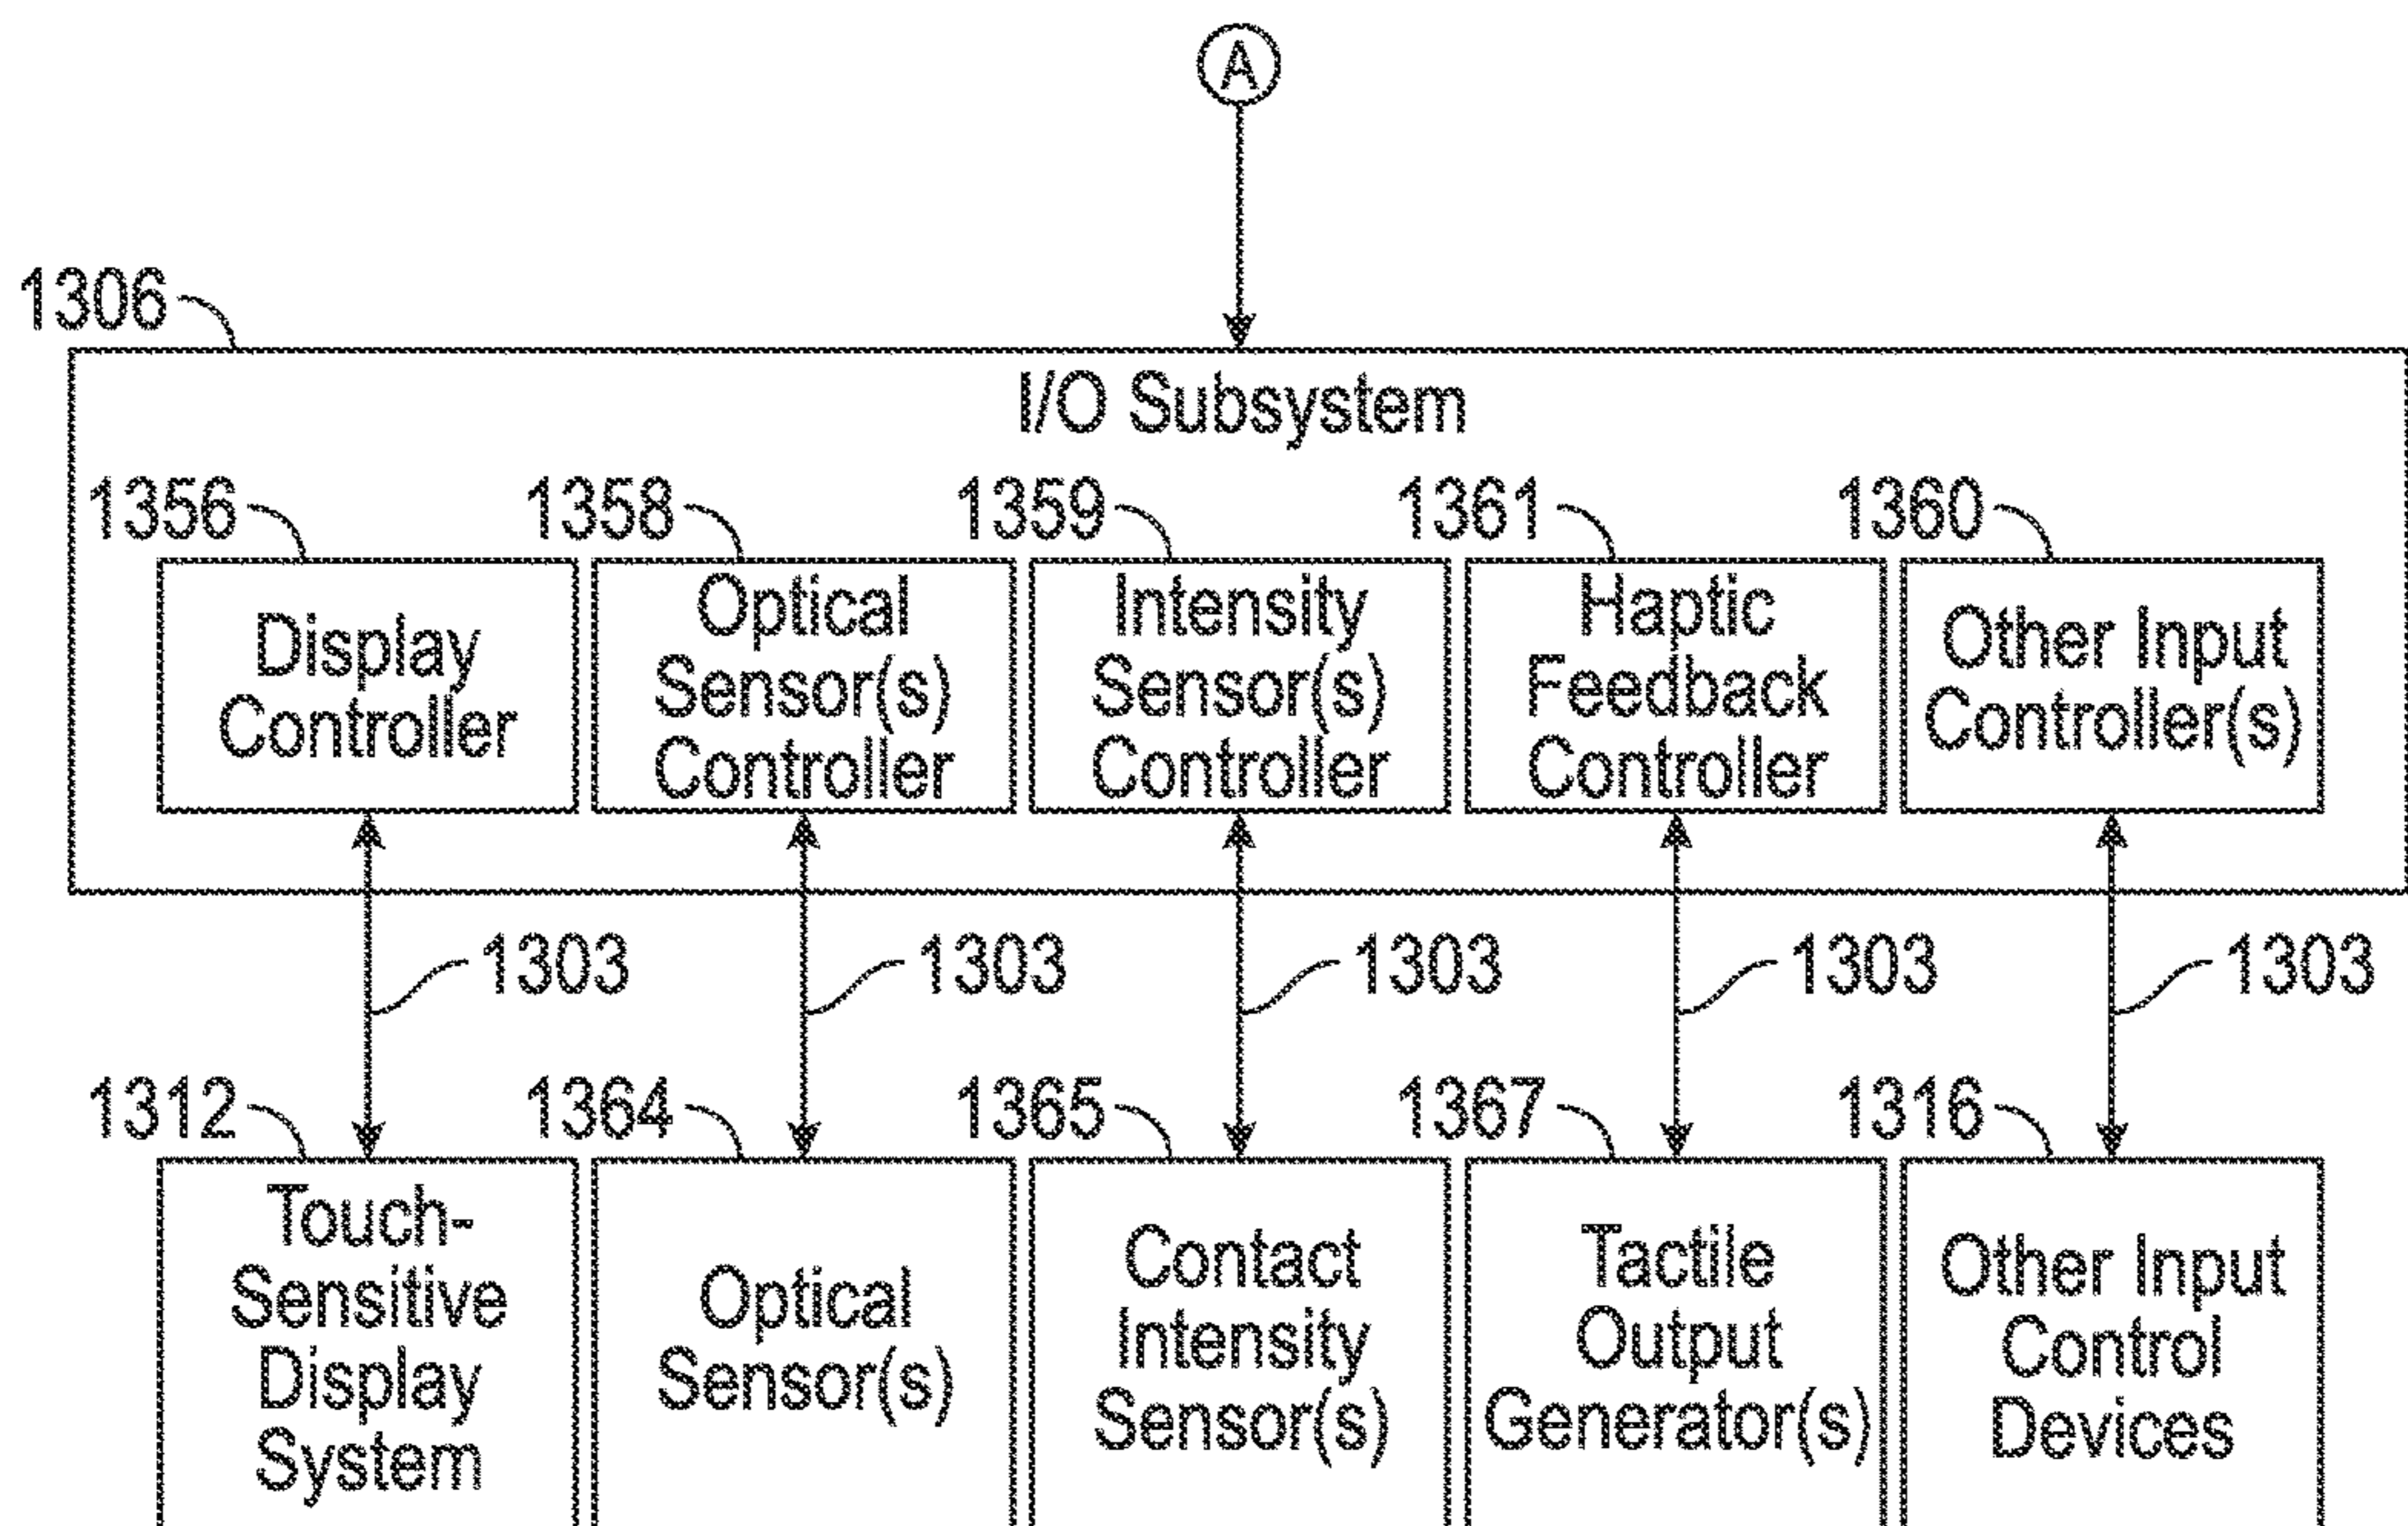 A
1306
I/O Subsystem
1356
1358
1359
1361
1360
Display
Controller
Optical
Sensor(s)
Controller
Intensity
Sensor(s)
Controller
Haptic
Feedback
Controller
Other Input
Controller(s)
1303
1303
1303
1303
1303
1312
1364
1365
1367
1316
Touch-
Sensitive
Display
System
Optical
Sensor(s)
Contact
Intensity
Sensor(s)
Tactile
Output
Generator(s)
Other Input
Control
Devices